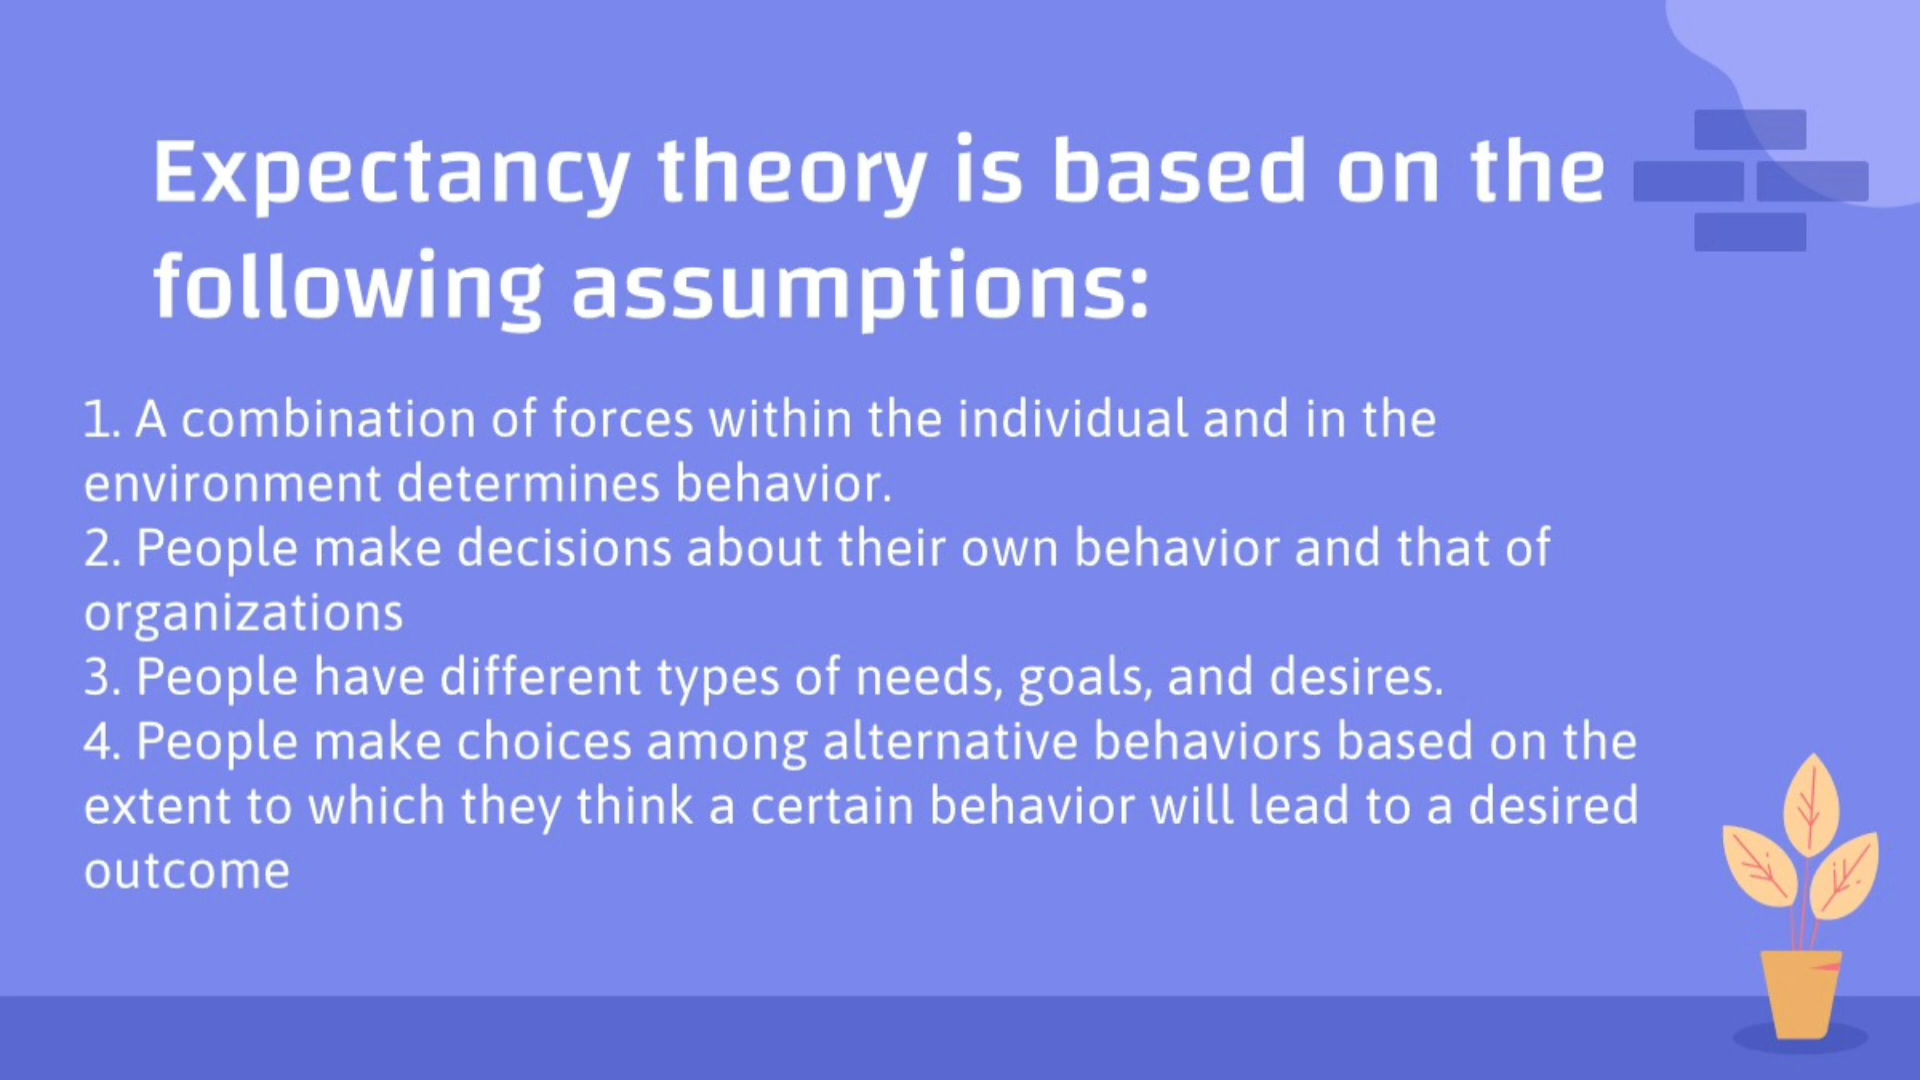 Expectancy theory is based on the
following assumptions:
1. A combination of forces within the individual and in the
environment determines behavior.
2. People make decisions about their own behavior and that of
organizations
3. People have different types of needs, goals, and desires.
4. People make choices among alternative behaviors based on the
extent to which they think a certain behavior will lead to a desired
outcome